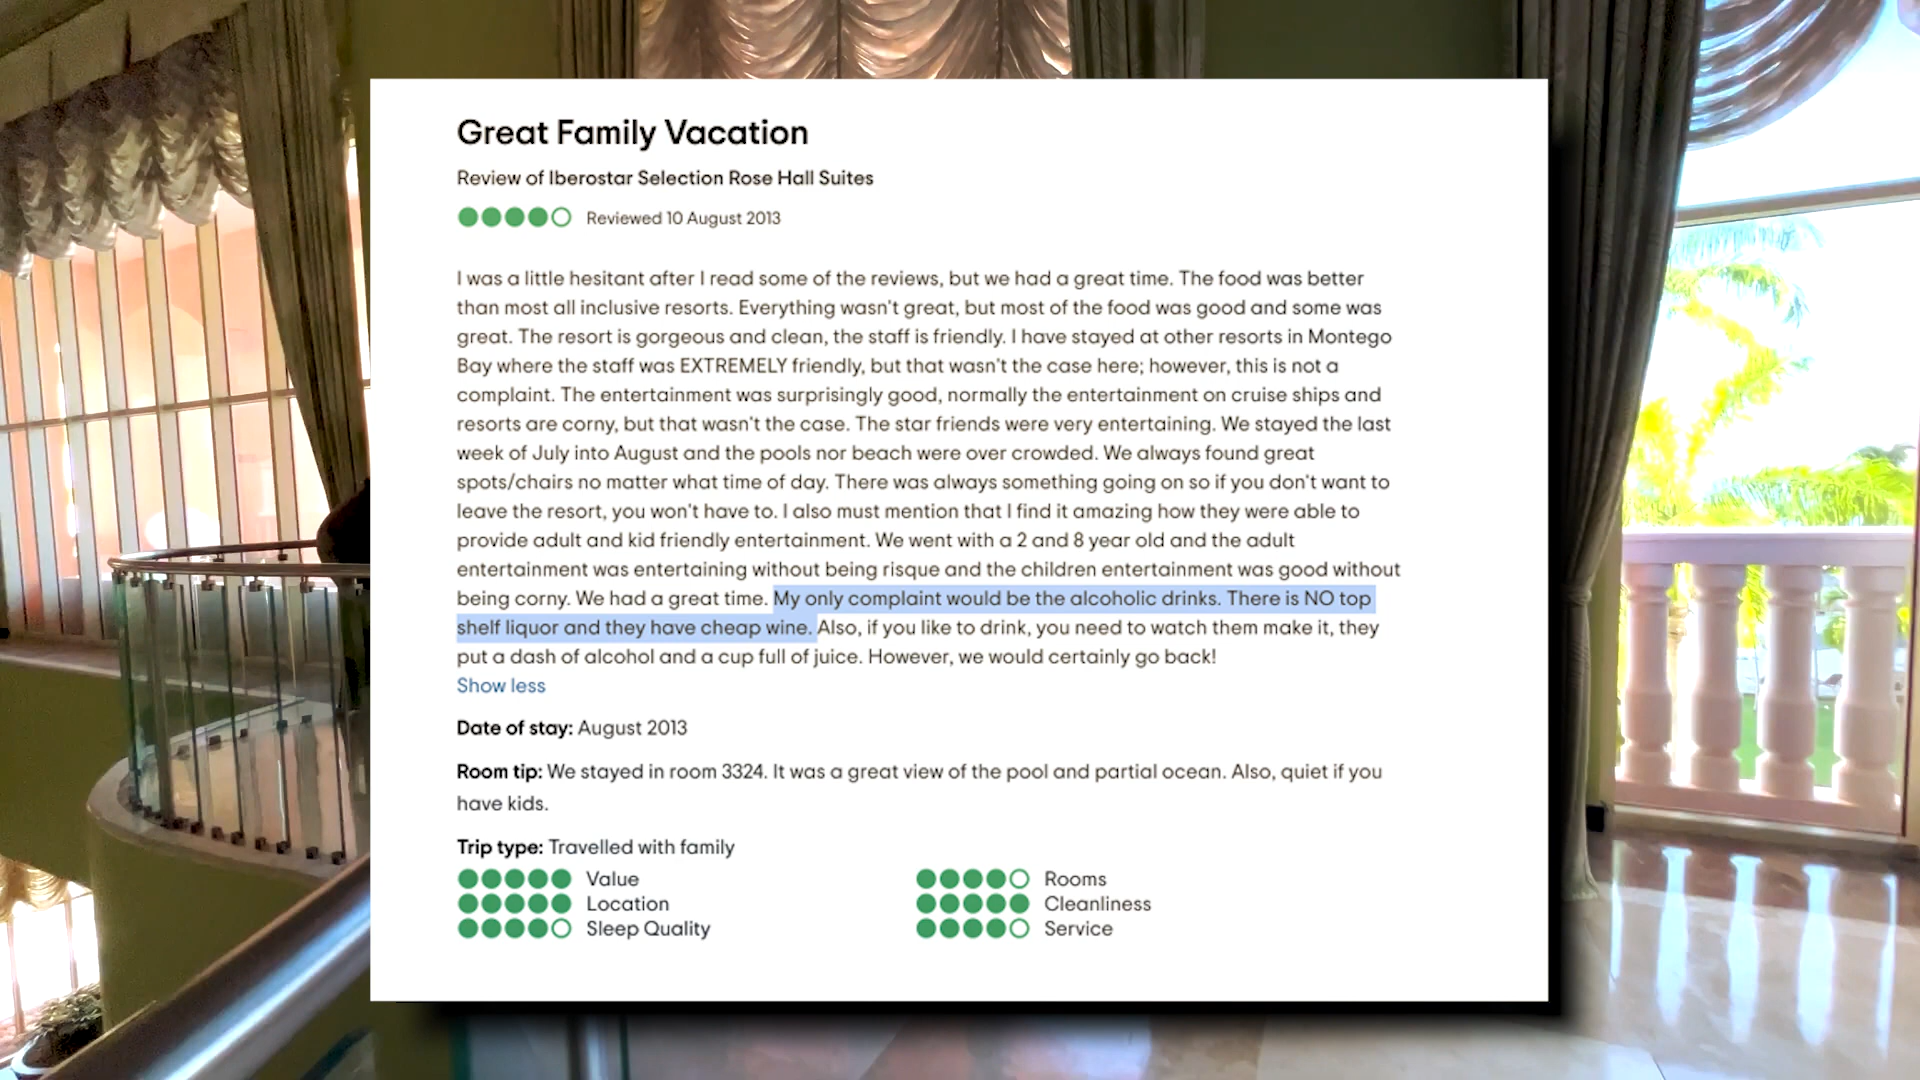 Great Family Vacation
Review of Iberostar Selection Rose Hall Suites
Reviewed 10 August 2013
I was a little hesitant after I read some of the reviews, but we had a great time. The food was better
than most all inclusive resorts. Everything wasn't great, but most of the food was good and some was
great. The resort is gorgeous and clean, the staff is friendly. I have stayed at other resorts in Montego
Bay where the staff was EXTREMELY friendly, but that wasn't the case here; however, this is not a
complaint. The entertainment was surprisingly good, normally the entertainment on cruise ships and
resorts are corny, but that wasn't the case. The star friends were very entertaining. We stayed the last
week of July into August and the pools nor beach were over crowded. We always found great
spots/chairs no matter what time of day. There was always something going on so if you don't want to
leave the resort, you won't have to. I also must mention that I find it amazing how they were able to
provide adult and kid friendly entertainment. We went with a 2 and 8 year old and the adult
entertainment was entertaining without being risque and the children entertainment was good without
being corny. We had a great time. My only complaint would be the alcoholic drinks. There is NO top
shelf liquor and they have cheap wine. Also, if you like to drink, you need to watch them make it, they
put a dash of alcohol and a cup full of juice. However, we would certainly go back!
Show less
Date of stay: August 2013
Room tip: We stayed in room 3324. It was a great view of the pool and partial ocean. Also, quiet if you
have kids.
Trip type: Travelled with family
Value
Rooms
Location
Cleanliness
Sleep Quality
Service